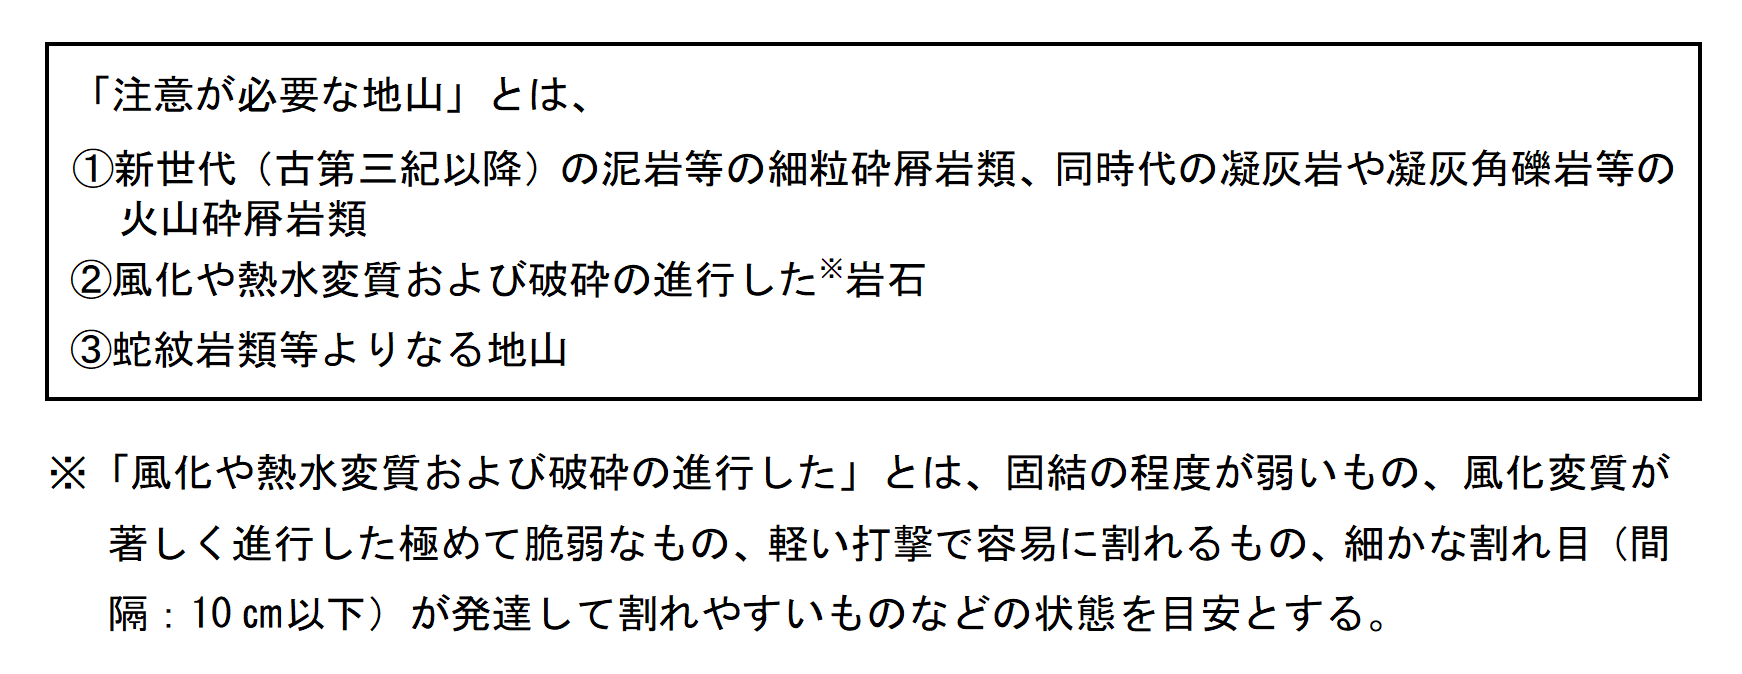 「注意が必要な地山」とは、
①新世代（古第三紀以降）の泥岩等の細粒砕屑岩類、同時代の凝灰岩や凝灰角礫岩等の
火山砕屑岩類
②風化や熱水変質および破砕の進行した※岩石
③蛇紋岩類等よりなる地山
※「風化や熱水変質および破砕の進行した」とは、固結の程度が弱いもの、風化変質が
著しく進行した極めて脆弱なもの、軽い打撃で容易に割れるもの、細かな割れ目（間
隔：10㎝以下）が発達して割れやすいものなどの状態を目安とする。